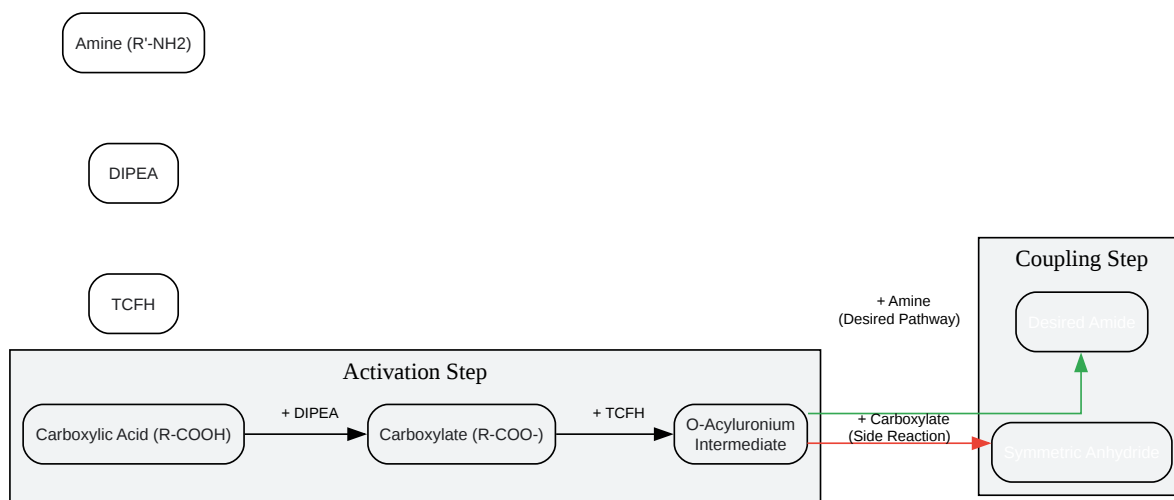 Amine (R'-NH2)
DIPEA
TCFH
Activation Step
Carboxylic Acid (R-COOH)
+ DIPEA
Carboxylate (R-COO-)
+ TCFH
O-Acyluronium
Intermediate
+ Amine
(Desired Pathway)
+ Carboxylate
(Side Reaction)
Coupling Step
Desired Amide
Symmetric Anhydride